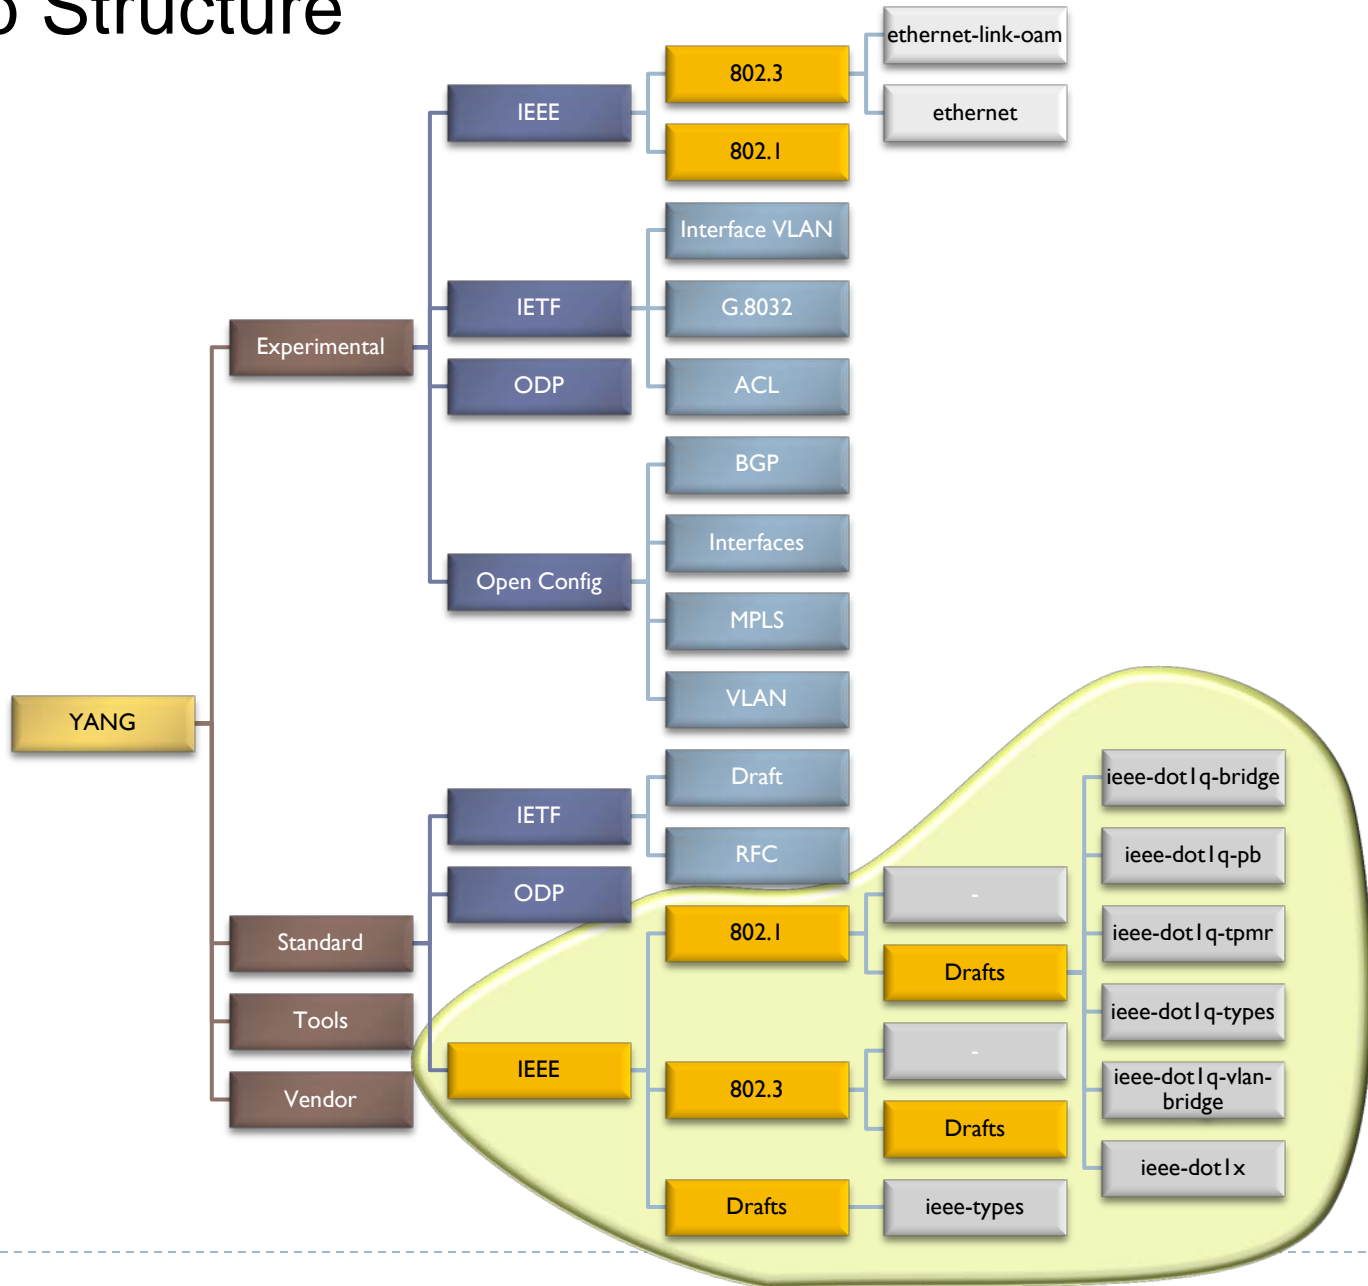 o Structure
YANG
Experimental
IEEE
802.3
ethernet-link-oam
ethernet
802.1
IETF
Interface VLAN
G.8032
ACL
ODP
Open Config
BGP
Interfaces
MPLS
VLAN
Standard
IETF
Draft
RFC
ODP
IEEE
802.1
-
Drafts
ieee-dot1q-bridge
ieee-dot1q-pb
ieee-dot1q-tpmr
ieee-dot1q-types
ieee-dot1q-vlan-
bridge
ieee-dot1x
802.3
-
Drafts
Drafts
ieee-types
Tools
Vendor